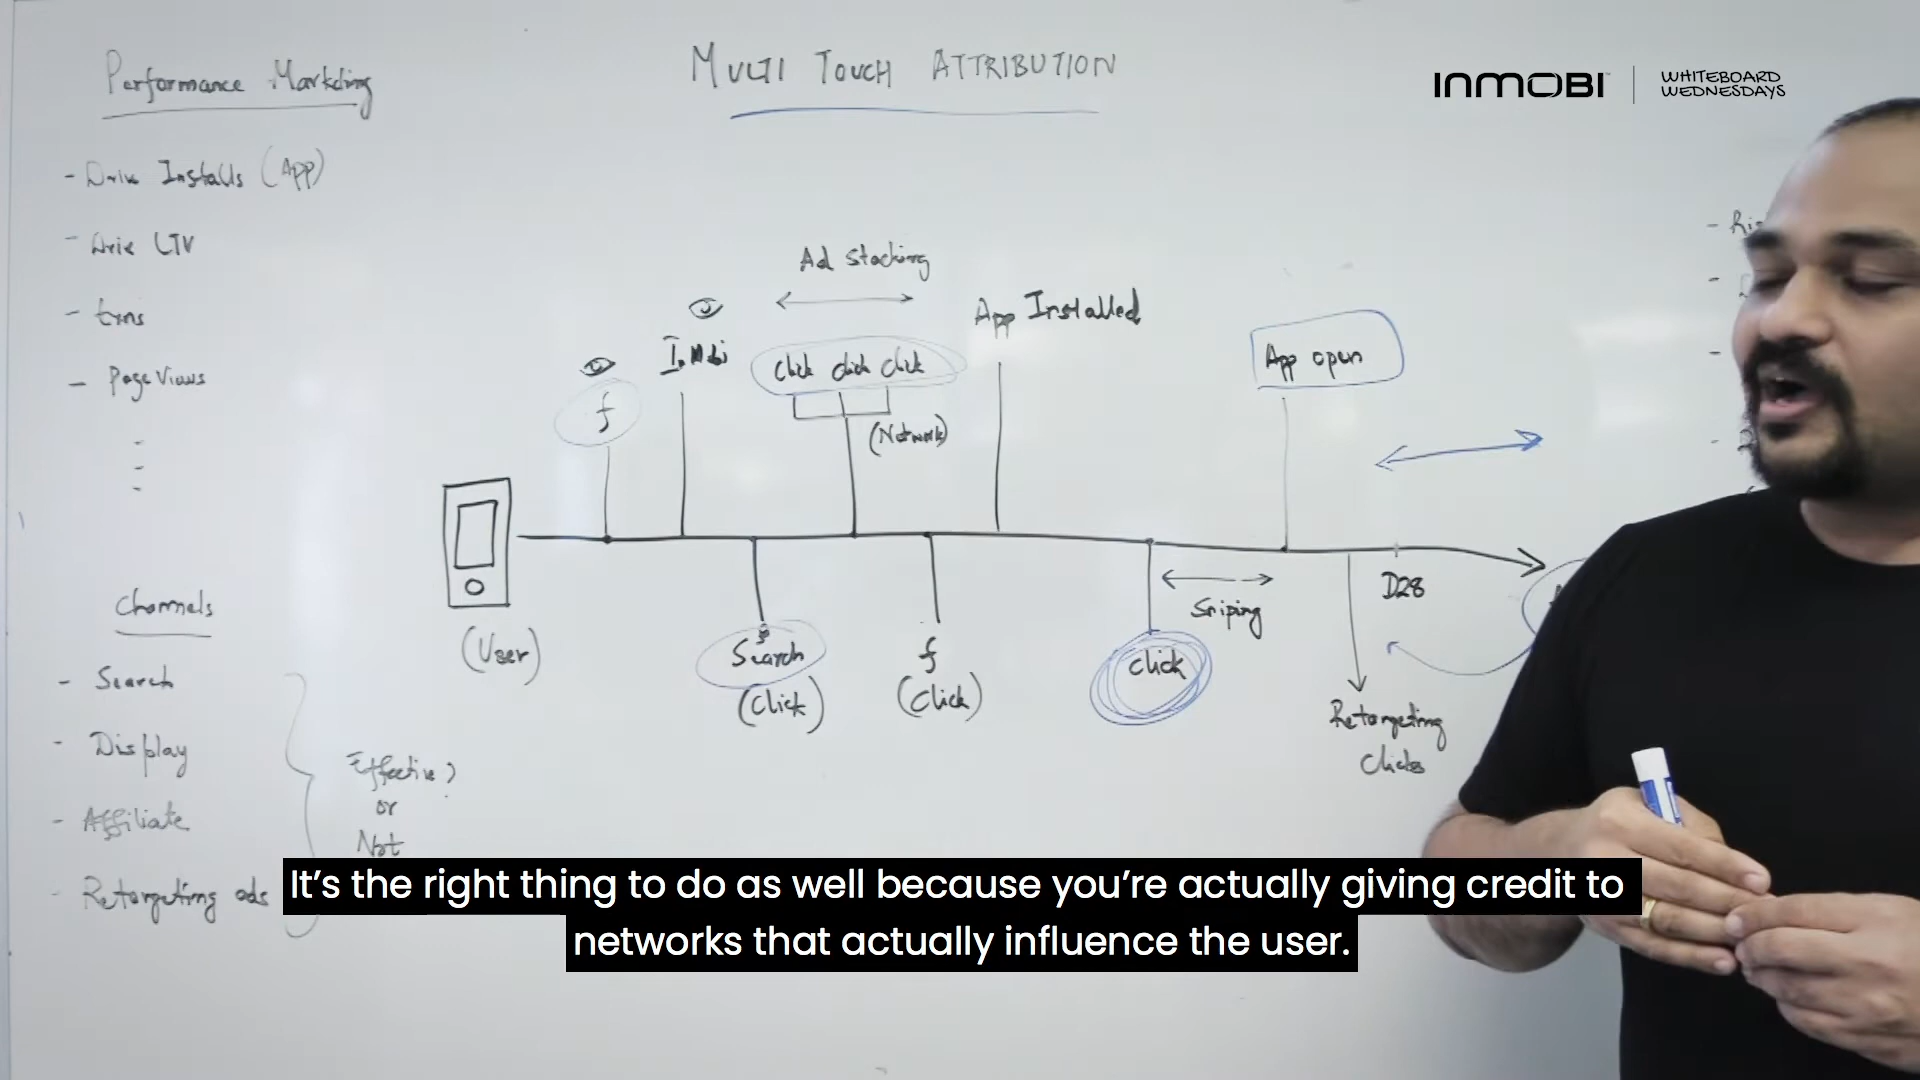 Performance Marketing
- Drive Installs (App)
- Drive LTV
- txns
- Page Views
Channels
- Search
- Display
- Affiliate
- Retargeting ads
Effective?
or
Not
MULTI TOUCH ATTRIBUTION
INMOBI
WHITEBOARD
WEDNESDAYS
Ad Stacking
f
InMobi
Click Click Click
(Network)
App Installed
App open
(User)
Search
(Click)
f
(Click)
Click
Sniping
D28
Retargeting
Clicks
It’s the right thing to do as well because you’re actually giving credit to
networks that actually influence the user.